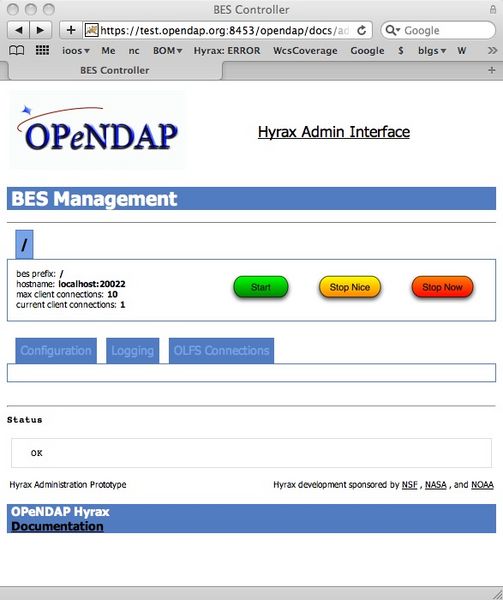 BES Controller
https://test.opendap.org:8453/opendap/docs/ad
Google
ioos Me nc BOM Hyrax: ERROR WcsCoverage Google $ blgs W
BES Controller
OPeNDAP
Hyrax Admin Interface
BES Management
/
bes prefix: /
hostname: localhost:20022
max client connections: 10
current client connections: 1
Start Stop Nice Stop Now
Configuration Logging OLFS Connections
Status
OK
Hyrax Administration Prototype Hyrax development sponsored by NSF , NASA , and NOAA
OPeNDAP Hyrax
Documentation